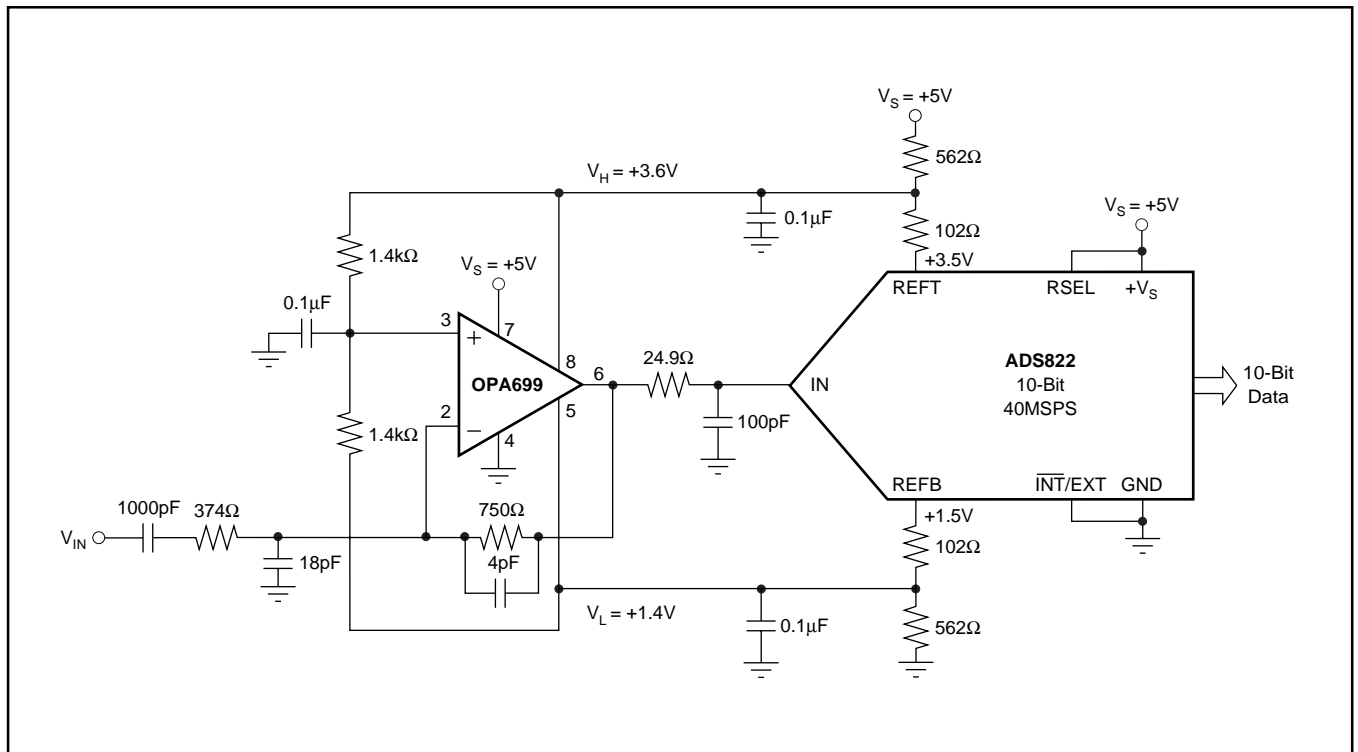 V_S = +5V
562Ω
V_H = +3.6V
0.1μF
102Ω
V_S = +5V
1.4kΩ
V_S = +5V
+3.5V
REFT
RSEL
+V_S
0.1μF
3
+
7
8
OPA699
6
24.9Ω
IN
ADS822
10-Bit
40MSPS
10-Bit
Data
2
−
5
4
1.4kΩ
100pF
REFB
INT/EXT
GND
1000pF
374Ω
750Ω
+1.5V
V_IN
18pF
4pF
102Ω
V_L = +1.4V
0.1μF
562Ω